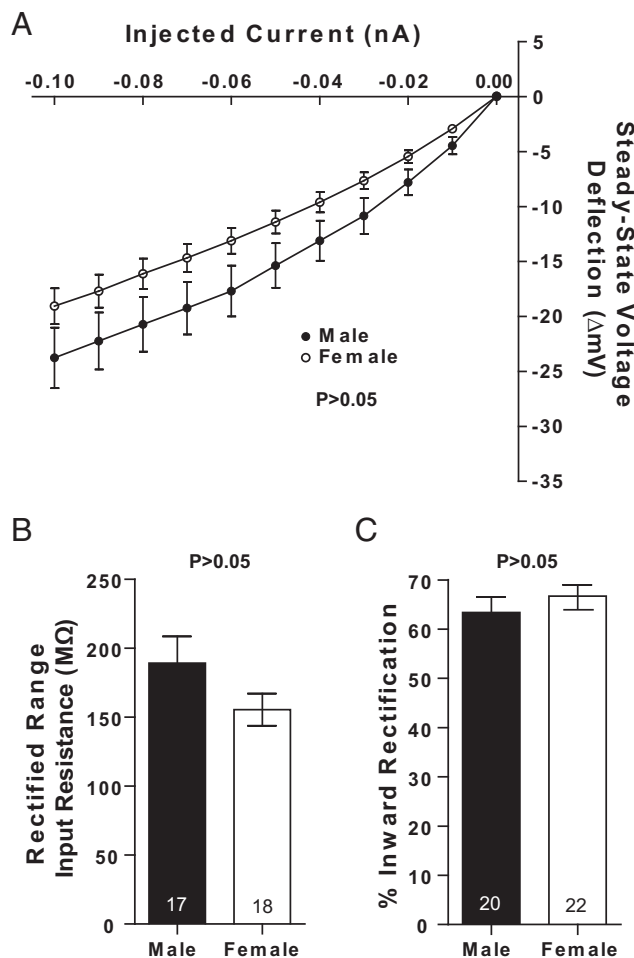 A
Injected Current (nA)
-0.10 -0.08 -0.06 -0.04 -0.02 0.00
5
0
-5
-10
-15
-20
-25
-30
-35
Steady-State Voltage
Deflection (ΔmV)
Male
Female
P>0.05
B
P>0.05
Rectified Range
Input Resistance (MΩ)
250
200
150
100
50
0
17
18
Male Female
C
P>0.05
% Inward Rectification
70
60
50
40
30
20
10
0
20
22
Male Female